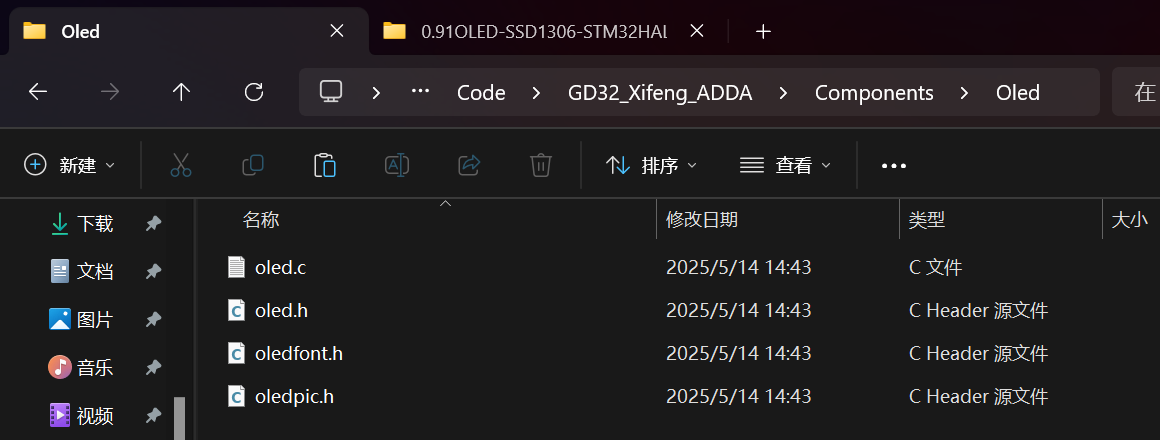 Oled
0.91OLED-SSD1306-STM32HAL
Code GD32_Xifeng_ADDA Components Oled 在
新建 排序 查看
名称 修改日期 类型 大小
下载
文档
图片
音乐
视频
oled.c 2025/5/14 14:43 C 文件
oled.h 2025/5/14 14:43 C Header 源文件
oledfont.h 2025/5/14 14:43 C Header 源文件
oledpic.h 2025/5/14 14:43 C Header 源文件